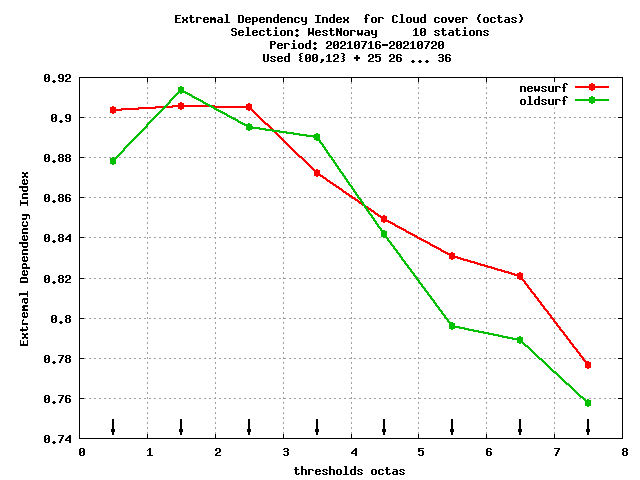 Extremal Dependency Index  for Cloud cover (octas)
Selection: WestNorway     10 stations
Period: 20210716-20210720
Used {00,12} + 25 26 ... 36
newsurf
oldsurf
Extremal Dependency Index
0.92
0.9
0.88
0.86
0.84
0.82
0.8
0.78
0.76
0.74
0 1 2 3 4 5 6 7 8
thresholds octas